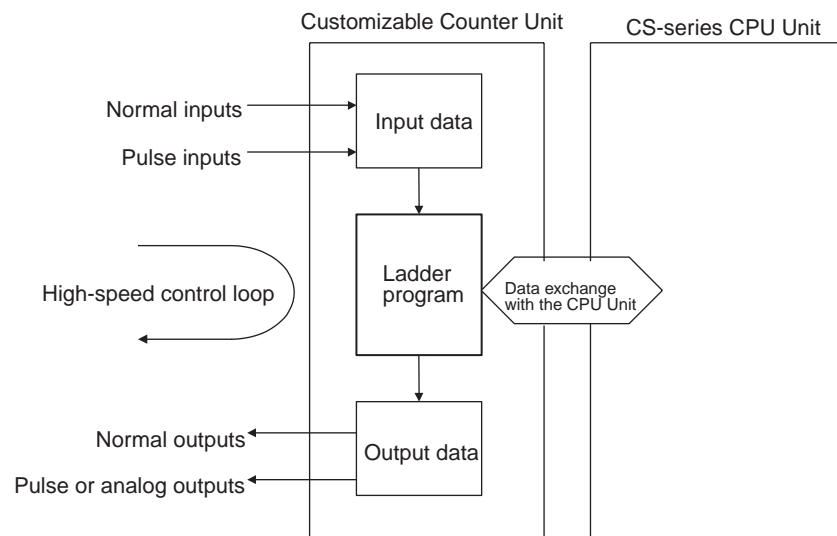 Customizable Counter Unit
CS-series CPU Unit
Normal inputs
Input data
Pulse inputs
Ladder
program
Data exchange
with the CPU Unit
High-speed control loop
Normal outputs
Output data
Pulse or analog outputs